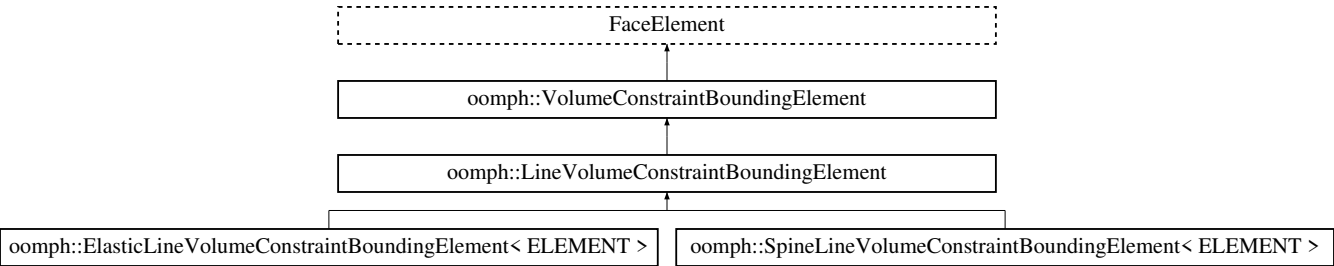 FaceElement
oomph::VolumeConstraintBoundingElement
oomph::LineVolumeConstraintBoundingElement
oomph::ElasticLineVolumeConstraintBoundingElement< ELEMENT >
oomph::SpineLineVolumeConstraintBoundingElement< ELEMENT >